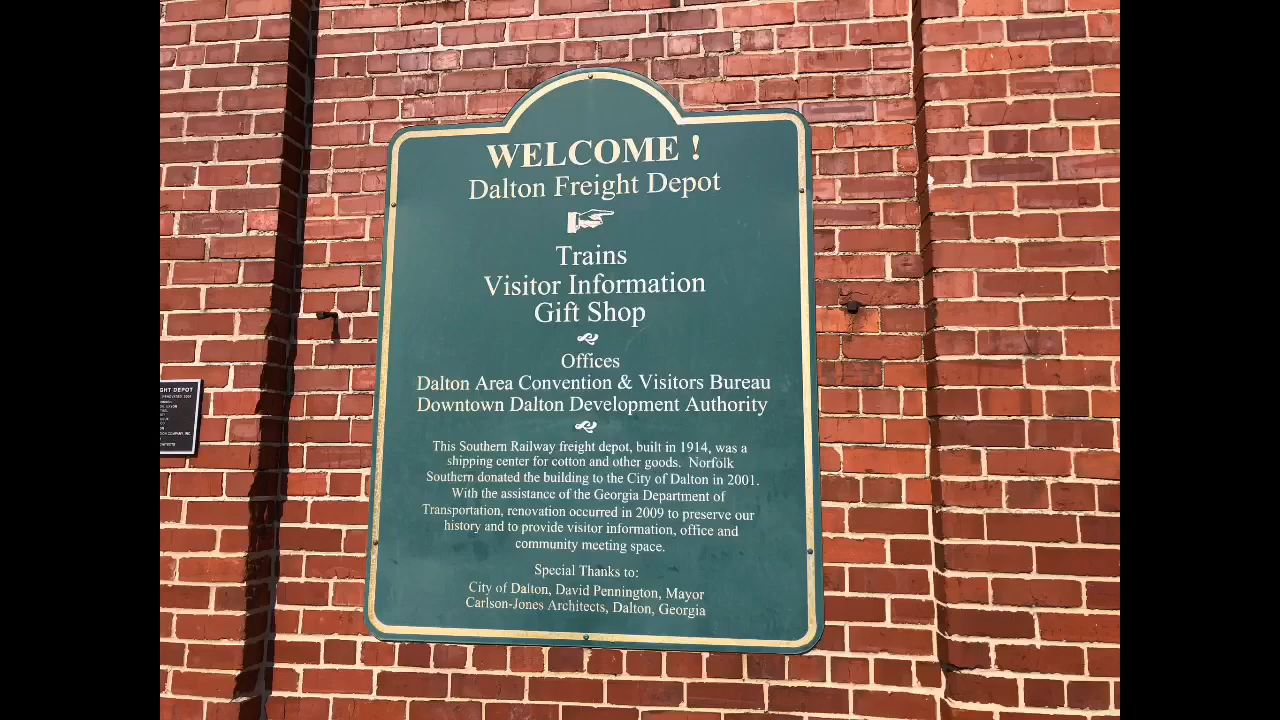 WELCOME !
Dalton Freight Depot
Trains
Visitor Information
Gift Shop
Offices
Dalton Area Convention & Visitors Bureau
Downtown Dalton Development Authority
This Southern Railway freight depot, built in 1914, was a
shipping center for cotton and other goods. Norfolk
Southern donated the building to the City of Dalton in 2001.
With the assistance of the Georgia Department of
Transportation, renovation occurred in 2009 to preserve our
history and to provide visitor information, office and
community meeting space.
Special Thanks to:
City of Dalton, David Pennington, Mayor
Carlson-Jones Architects, Dalton, Georgia
DEPOT